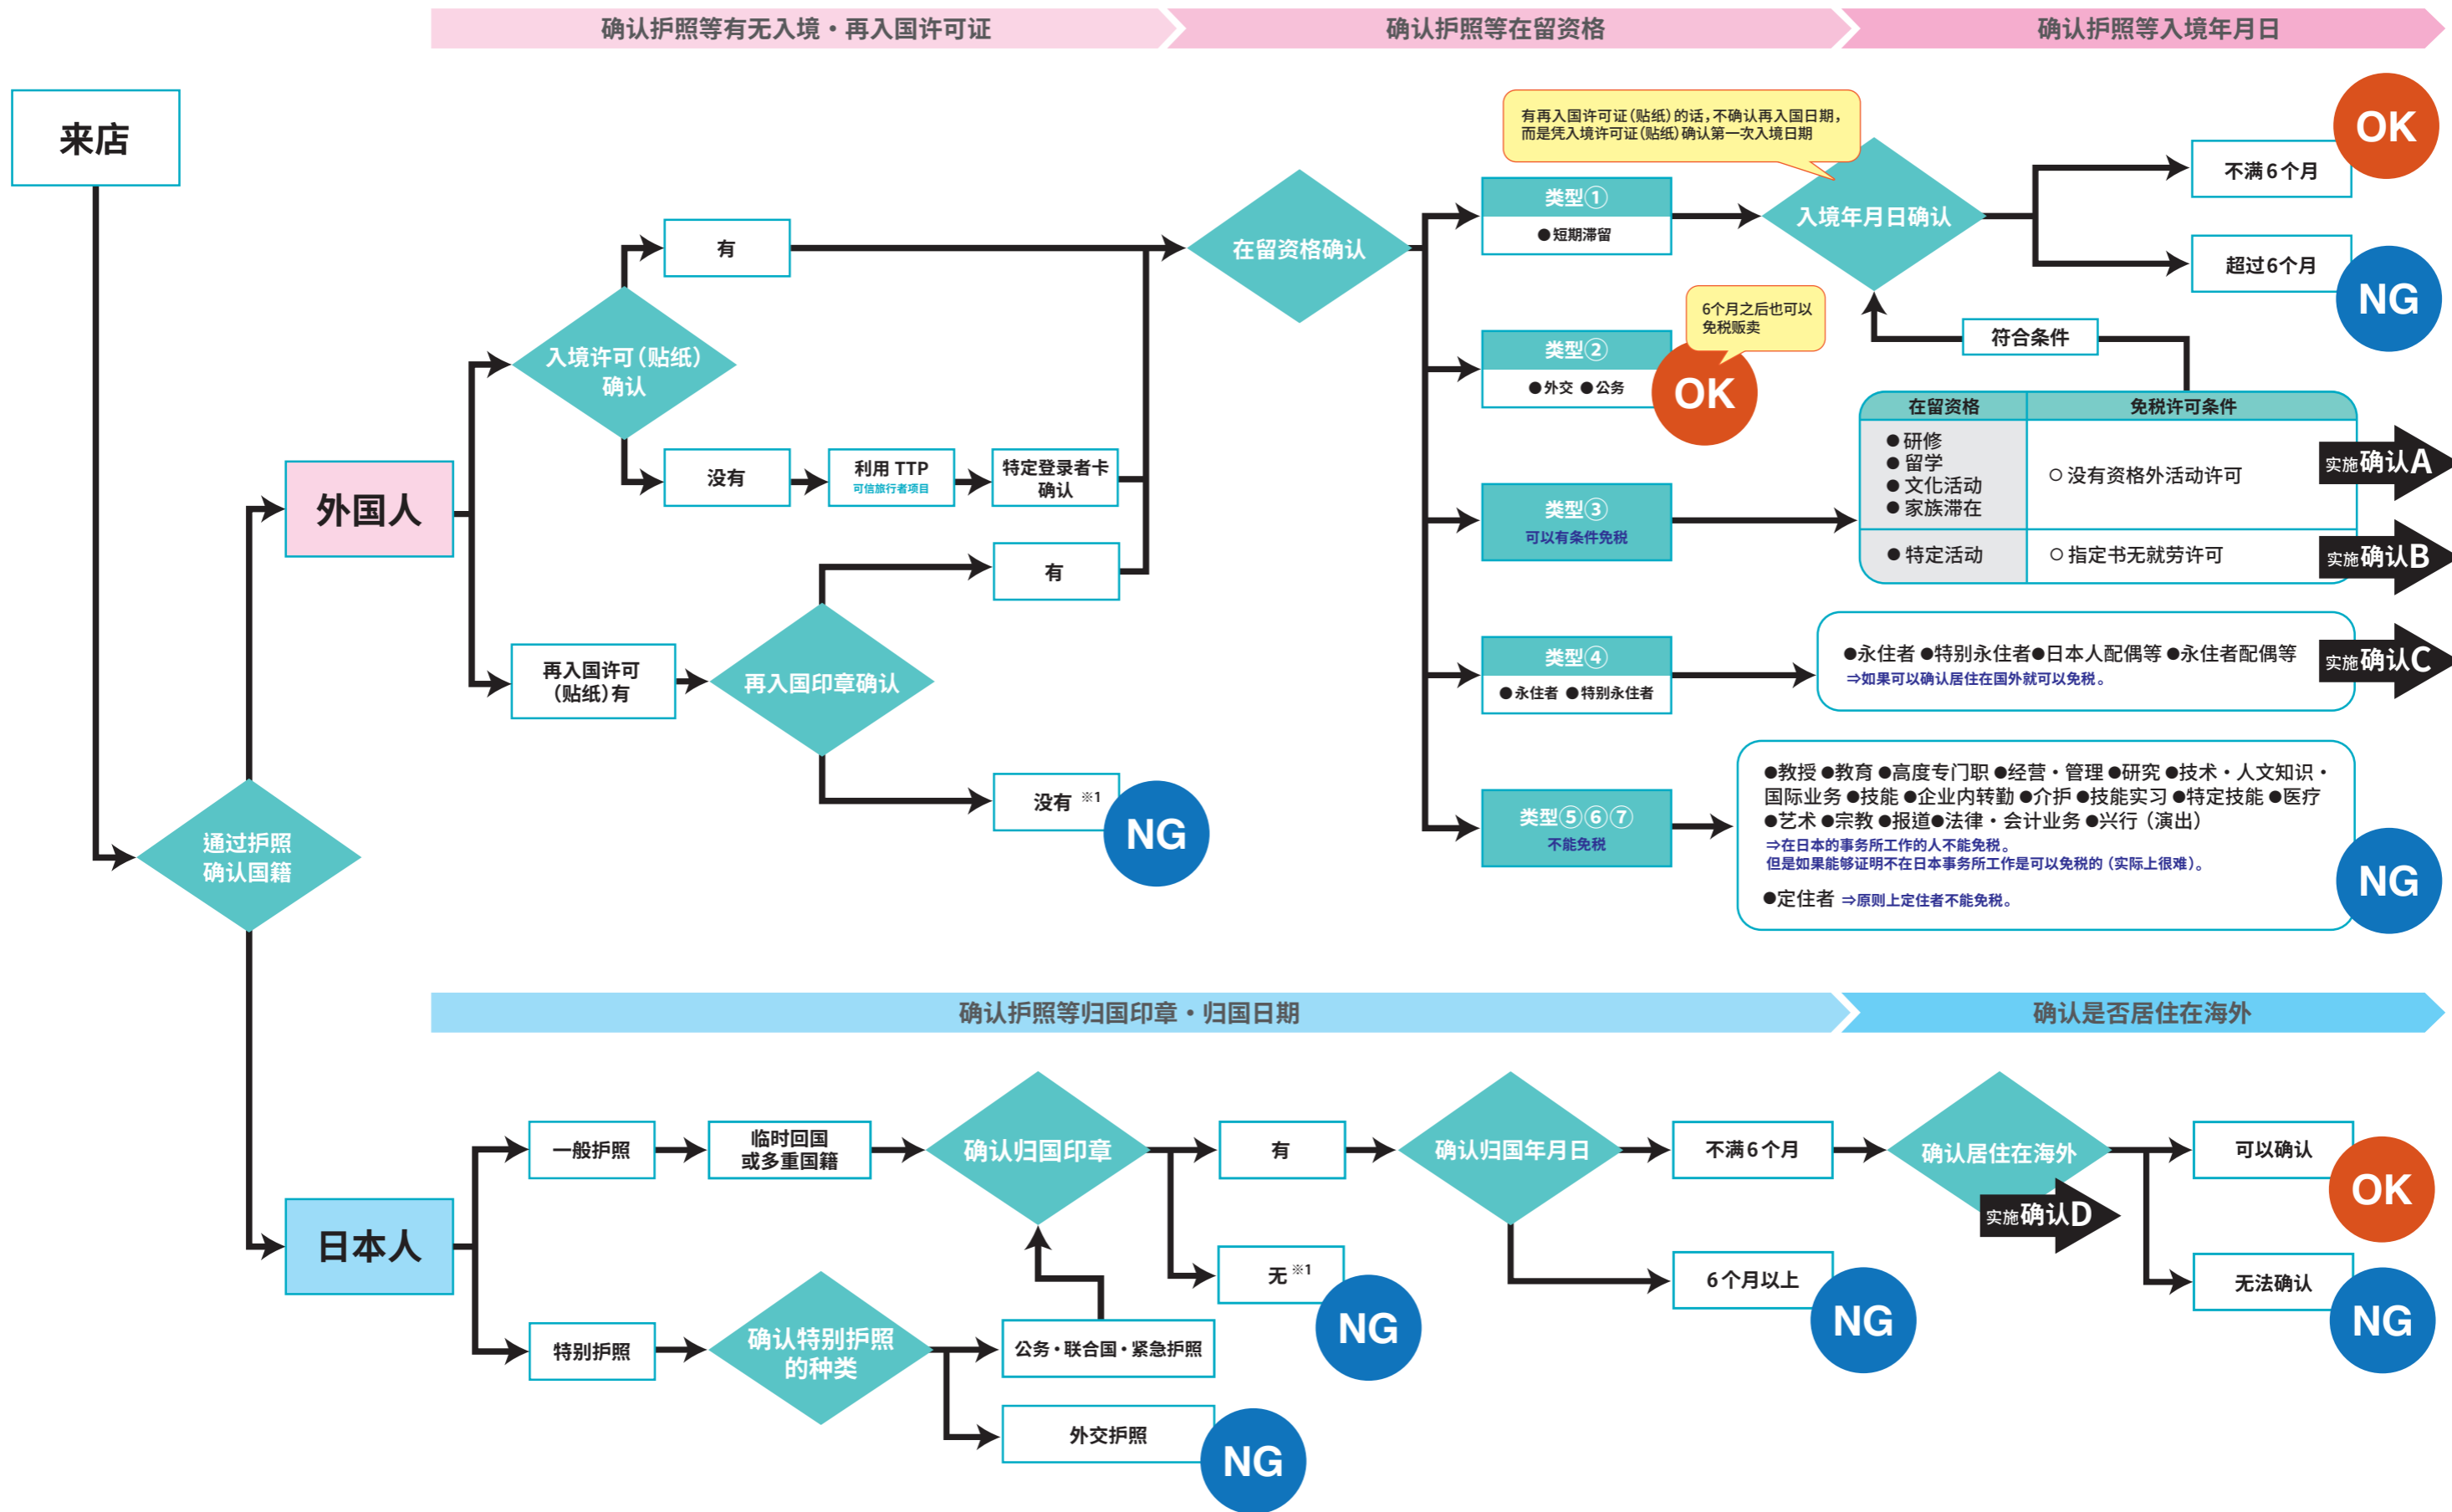 确认护照等有无入境・再入国许可证
确认护照等在留资格
确认护照等入境年月日
来店
通过护照
确认国籍
外国人
入境许可（贴纸）
确认
有
没有
利用 TTP
可信旅行者项目
特定登录者卡
确认
再入国许可
（贴纸）有
再入国印章确认
有
没有 ※1
NG
在留资格确认
类型①
●短期滞留
有再入国许可证（贴纸）的话，不确认再入国日期，
而是凭入境许可证（贴纸）确认第一次入境日期
入境年月日确认
不满6个月
OK
超过6个月
NG
类型②
●外交 ●公务
OK
6个月之后也可以
免税贩卖
符合条件
类型③
可以有条件免税
在留资格
免税许可条件
●研修
●留学
●文化活动
●家族滞在
○没有资格外活动许可
实施确认A
●特定活动
○指定书无就劳许可
实施确认B
类型④
●永住者 ●特别永住者
●永住者 ●特别永住者●日本人配偶等 ●永住者配偶等
⇒如果可以确认居住在国外就可以免税。
实施确认C
类型⑤⑥⑦
不能免税
●教授 ●教育 ●高度专门职 ●经营・管理 ●研究 ●技术・人文知识・
国际业务 ●技能 ●企业内转勤 ●介护 ●技能实习 ●特定技能 ●医疗
●艺术 ●宗教 ●报道●法律・会计业务 ●兴行（演出）
⇒在日本的事务所工作的人不能免税。
但是如果能够证明不在日本事务所工作是可以免税的（实际上很难）。
●定住者 ⇒原则上定住者不能免税。
NG
确认护照等归国印章・归国日期
确认是否居住在海外
日本人
一般护照
临时回国
或多重国籍
确认归国印章
有
无 ※1
NG
确认归国年月日
不满6个月
6个月以上
NG
确认居住在海外
实施确认D
可以确认
OK
无法确认
NG
特别护照
确认特别护照
的种类
公务・联合国・紧急护照
外交护照
NG